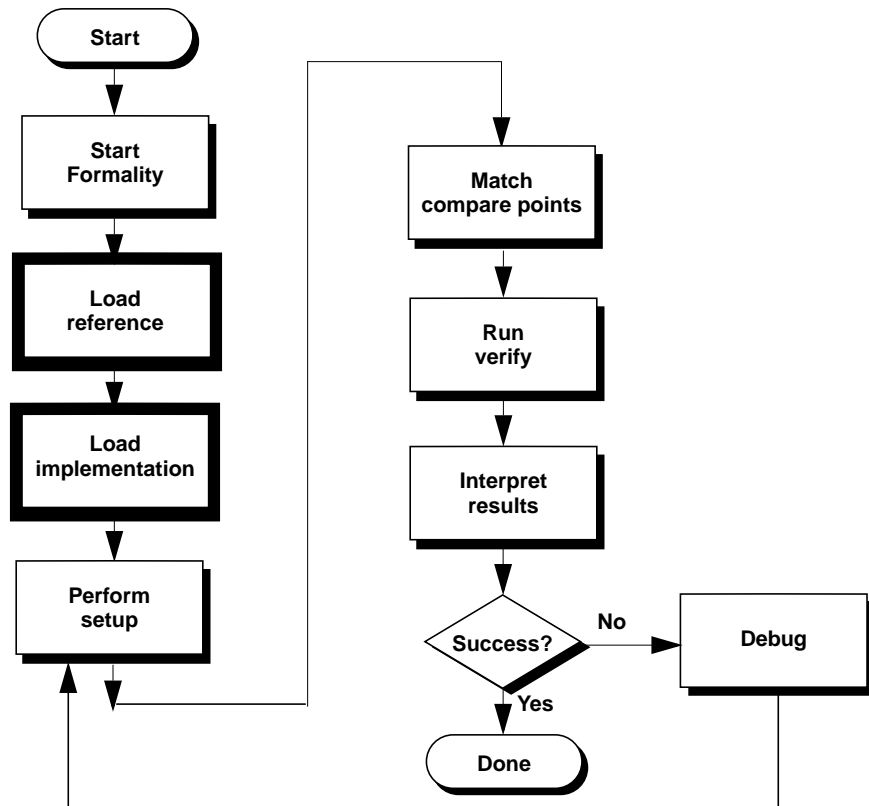 Start
Start
Formality
Load
reference
Load
implementation
Perform
setup
Match
compare points
Run
verify
Interpret
results
Success?
No
Debug
Yes
Done